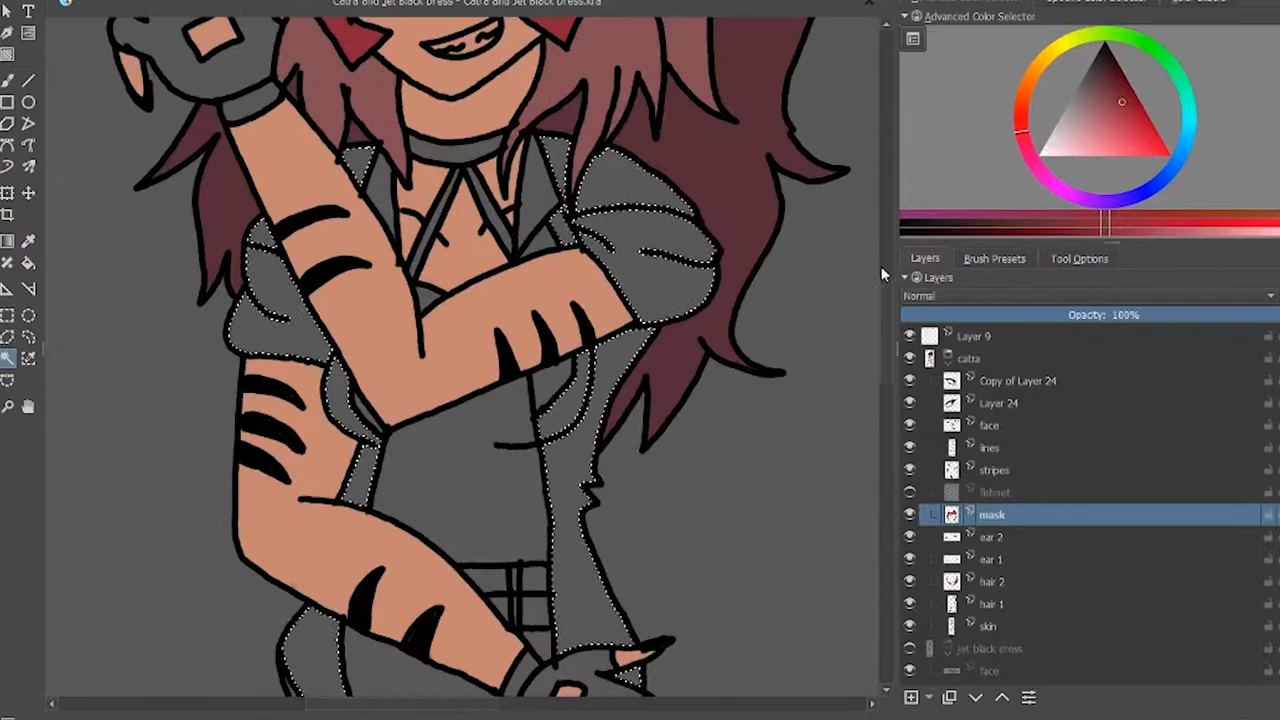 Catra and Jet Black Dress - Catra and Jet Black Dress.kra
Advanced Color Selector
Layers
Brush Presets
Tool Options
Layers
Normal
Opacity: 100%
Layer 9
catra
Copy of Layer 24
Layer 24
face
lines
stripes
fishnet
mask
ear 2
ear 1
hair 2
hair 1
skin
jet black dress
face